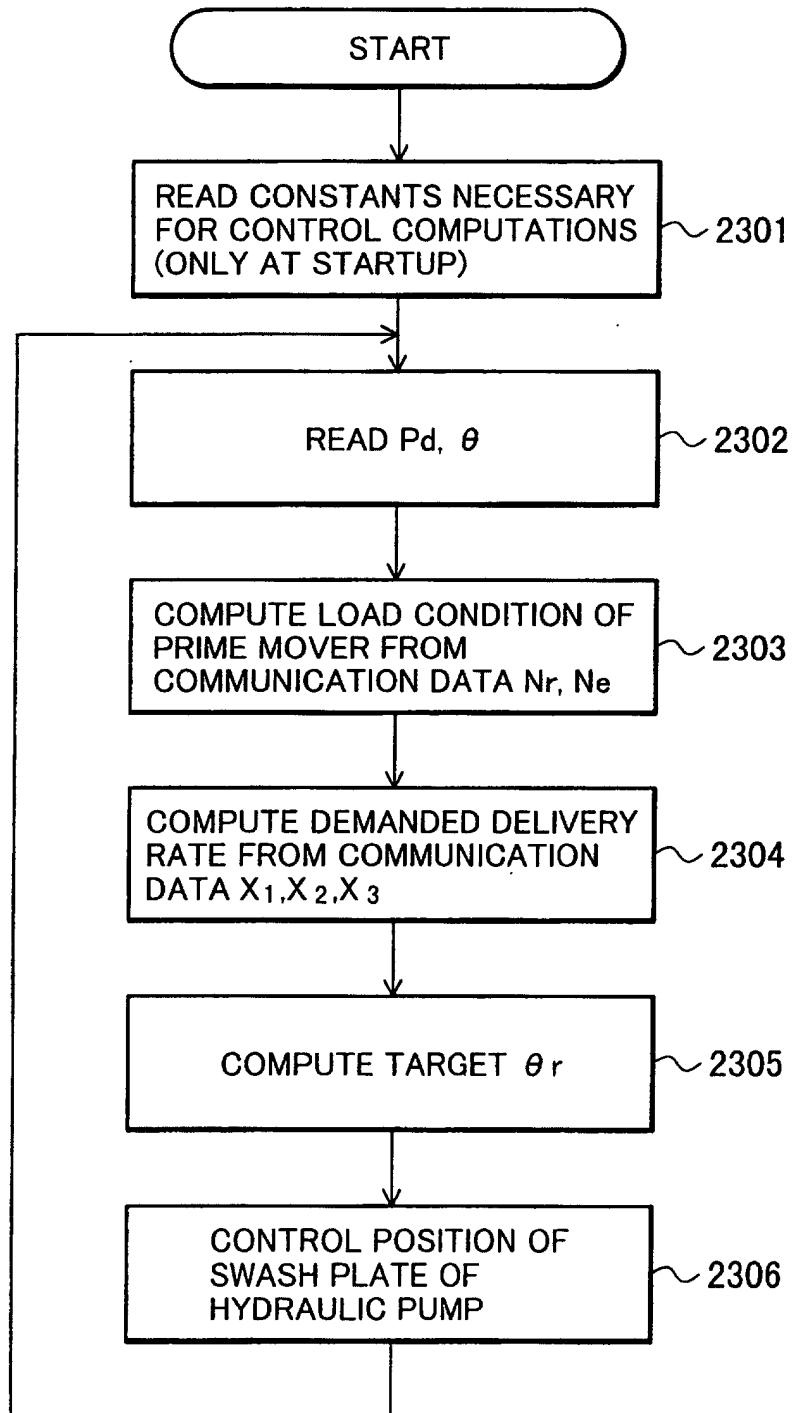 START
READ CONSTANTS NECESSARY
FOR CONTROL COMPUTATIONS
(ONLY AT STARTUP)
2301
READ Pd, θ
2302
COMPUTE LOAD CONDITION OF
PRIME MOVER FROM
COMMUNICATION DATA Nr, Ne
2303
COMPUTE DEMANDED DELIVERY
RATE FROM COMMUNICATION
DATA X1,X2,X3
2304
COMPUTE TARGET θr
2305
CONTROL POSITION OF
SWASH PLATE OF
HYDRAULIC PUMP
2306